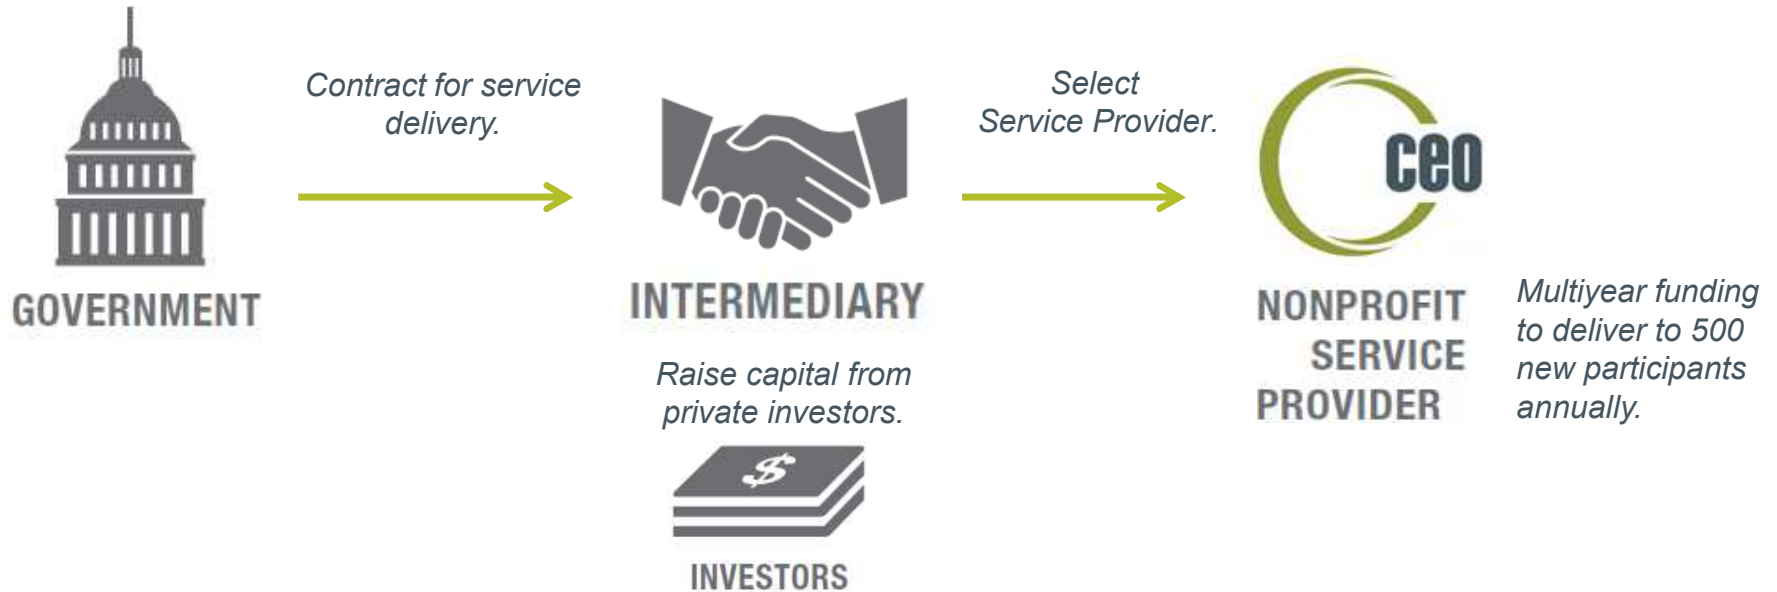 Contract for service
delivery.
Select
Service Provider.
ceo
GOVERNMENT
INTERMEDIARY
NONPROFIT
SERVICE
PROVIDER
Multiyear funding
to deliver to 500
new participants
annually.
Raise capital from
private investors.
$
INVESTORS